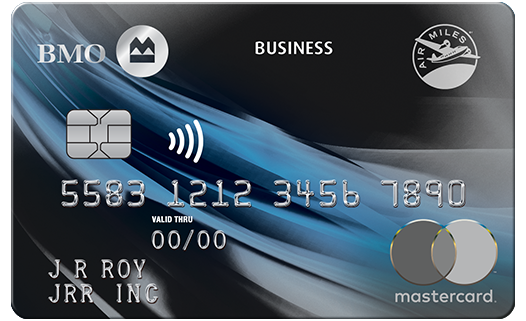 BMO
BUSINESS
AIR MILES
5583 1212 3456 7890
VALID THRU
00/00
J R ROY
JRR INC
mastercard.